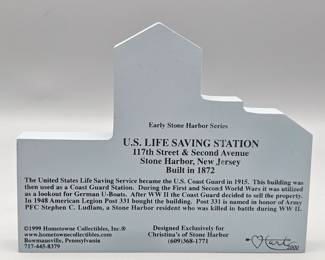 Early Stone Harbor Series
U.S. LIFE SAVING STATION
117th Street & Second Avenue
Stone Harbor, New Jersey
Built in 1872
The United States Life Saving Service became the U.S. Coast Guard in 1915. This building was
then used as a Coast Guard Station. During the First and Second World Wars it was utilized
as a lookout for German U-Boats. After WW II the Coast Guard decided to sell the property.
In 1948 American Legion Post 331 bought the building. Post 331 is named in honor of Army
PFC Stephen C. Ludlam, a Stone Harbor resident who was killed in battle during WW II.
©1999 Hometowne Collectibles, Inc.®
www.hometownecollectibles.com
Bowmansville, Pennsylvania
717-445-8379
Designed Exclusively for
Christina's of Stone Harbor
(609)368-1771
Hart
2000